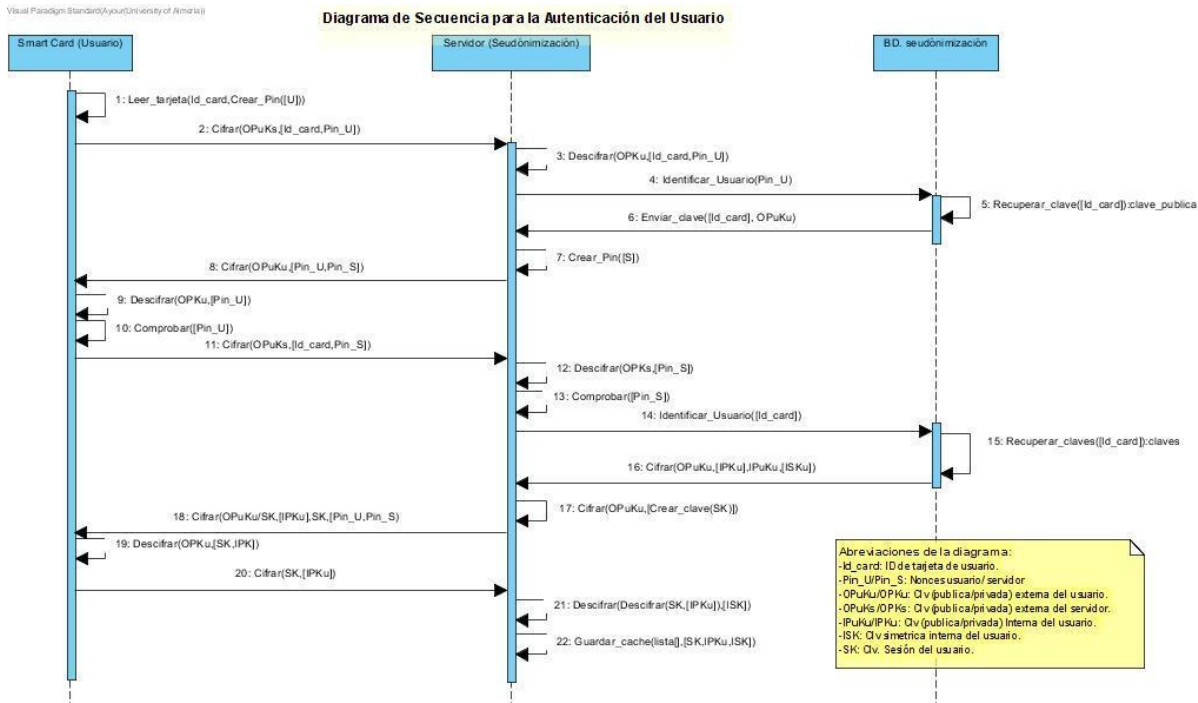 Visual Paradigm Standard(Ayour(University of Almeria))
Diagrama de Secuencia para la Autenticación del Usuario
Smart Card (Usuario)
Servidor (Seudónimización)
BD. seudónimización
1: Leer_tarjeta(Id_card,Crear_Pin([U]))
2: Cifrar(OPuKs,[Id_card,Pin_U])
3: Descifrar(OPKu,[Id_card,Pin_U])
4: Identificar_Usuario(Pin_U)
5: Recuperar_clave([Id_card]):clave_publica
6: Enviar_clave([Id_card], OPuKu)
7: Crear_Pin([S])
8: Cifrar(OPuKu,[Pin_U,Pin_S])
9: Descifrar(OPKu,[Pin_U])
10: Comprobar([Pin_U])
11: Cifrar(OPuKs,[Id_card,Pin_S])
12: Descifrar(OPKs,[Pin_S])
13: Comprobar([Pin_S])
14: Identificar_Usuario([Id_card])
15: Recuperar_claves([Id_card]):claves
16: Cifrar(OPuKu,[IPKu],IPuKu,[ISKu])
17: Cifrar(OPuKu,[Crear_clave(SK)])
18: Cifrar(OPuKu/SK,[IPKu],SK,[Pin_U,Pin_S)
19: Descifrar(OPKu,[SK,IPK])
20: Cifrar(SK,[IPKu])
21: Descifrar(Descifrar(SK,[IPKu]),[ISK])
22: Guardar_cache(lista[],[SK,IPKu,ISK])
Abreviaciones de la diagrama:
-Id_card: ID de tarjeta de usuario.
-Pin_U/Pin_S: Nonces usuario/ servidor
-OPuKu/OPKu: Clv (publica/privada) externa del usuario.
-OPuKs/OPKs: Clv (publica/privada) externa del servidor.
-IPuKu/IPKu: Clv (publica/privada) Interna del usuario.
-ISK: Clv simetrica interna del usuario.
-SK: Clv. Sesión del usuario.